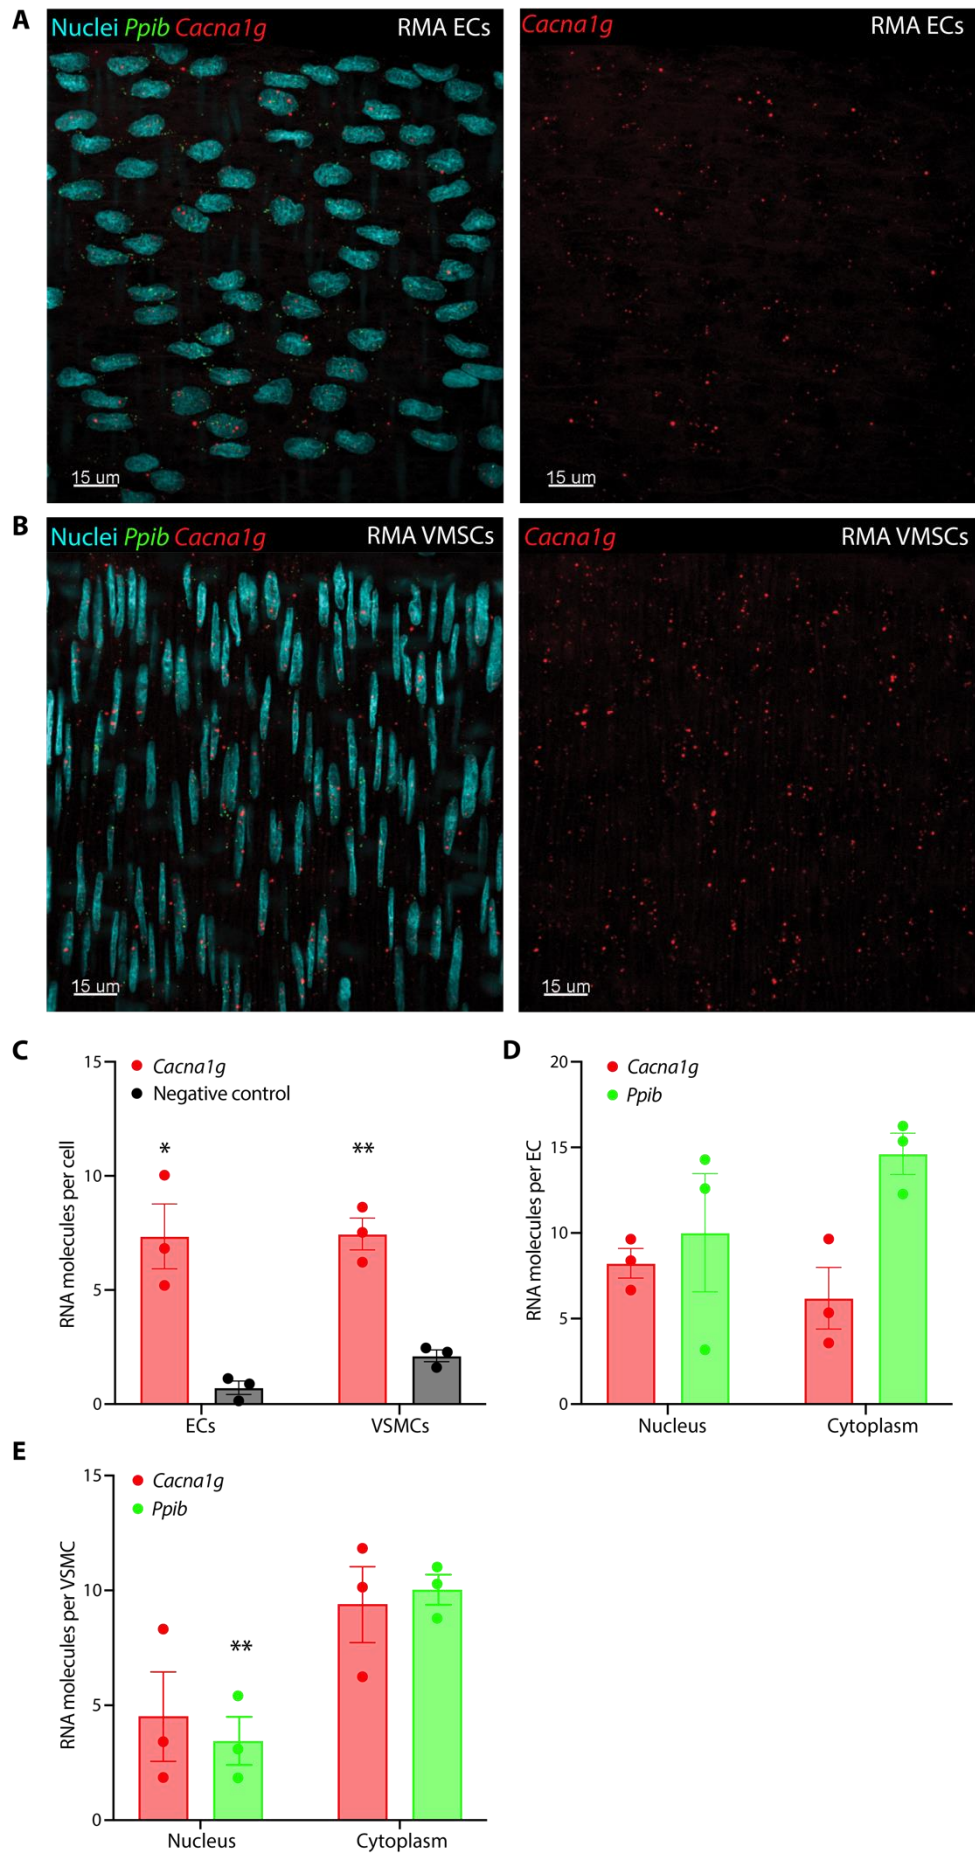 A
Nuclei Ppib Cacna1g RMA ECs
Cacna1g RMA ECs
15 um
15 um
B
Nuclei Ppib Cacna1g RMA VMSCs
Cacna1g RMA VMSCs
15 um
15 um
C
Cacna1g
Negative control
RNA molecules per cell
15
10
5
0
*
**
ECs
VSMCs
D
Cacna1g
Ppib
RNA molecules per EC
20
15
10
5
0
Nucleus
Cytoplasm
E
Cacna1g
Ppib
RNA molecules per VSMC
15
10
5
0
**
Nucleus
Cytoplasm